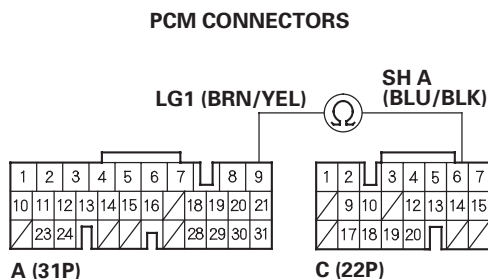 PCM CONNECTORS
SH A
LG1 (BRN/YEL)
(BLU/BLK)
Ω
1 2 3 4 5 6 7 8 9
10 11 12 13 14 15 16 18 19 20 21
23 24 28 29 30 31
A (31P)
1 2 3 4 5 6 7
9 10 12 13 14 15
17 18 19 20
C (22P)